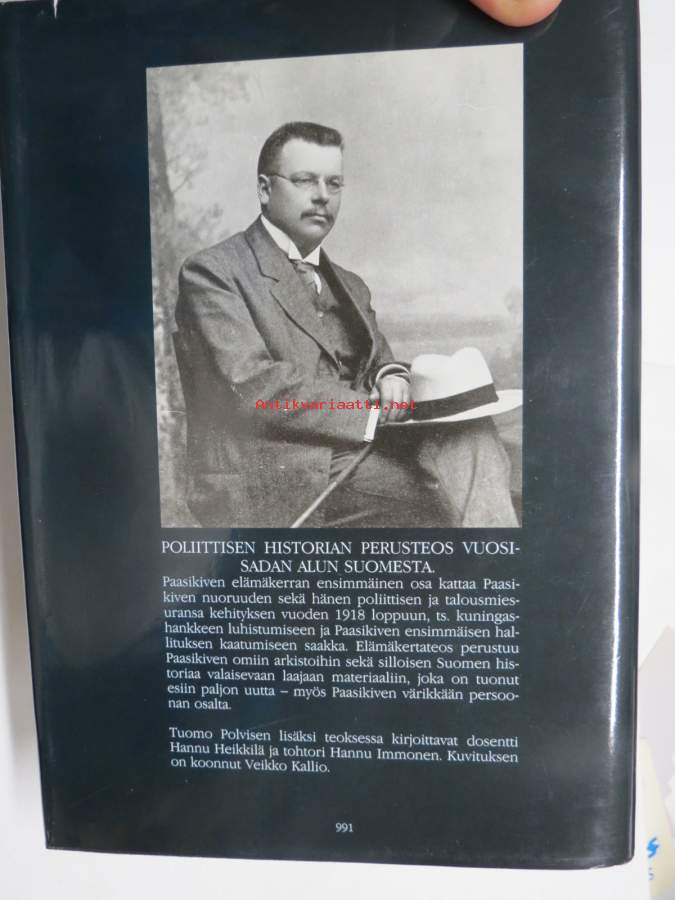 Antikvariaatti.net
POLIITTISEN HISTORIAN PERUSTEOS VUOSI-
SADAN ALUN SUOMESTA.
Paasikiven elämäkerran ensimmäinen osa kattaa Paasi-
kiven nuoruuden sekä hänen poliittisen ja talousmies-
uransa kehityksen vuoden 1918 loppuun, ts. kuningas-
hankkeen luhistumiseen ja Paasikiven ensimmäisen hal-
lituksen kaatumiseen saakka. Elämäkertateos perustuu
Paasikiven omiin arkistoihin sekä silloisen Suomen his-
toriaa valaisevaan laajaan materiaaliin, joka on tuonut
esiin paljon uutta – myös Paasikiven värikkään persoo-
nan osalta.
Tuomo Polvisen lisäksi teoksessa kirjoittavat dosentti
Hannu Heikkilä ja tohtori Hannu Immonen. Kuvituksen
on koonnut Veikko Kallio.
991